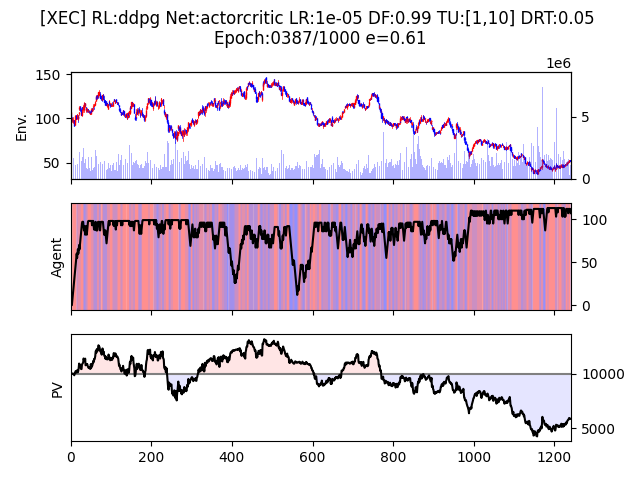 [XEC] RL:ddpg Net:actorcritic LR:1e-05 DF:0.99 TU:[1,10] DRT:0.05
Epoch:0387/1000 e=0.61
1e6
150
100
50
Env.
5
0
Agent
100
50
0
PV
10000
5000
0
200
400
600
800
1000
1200